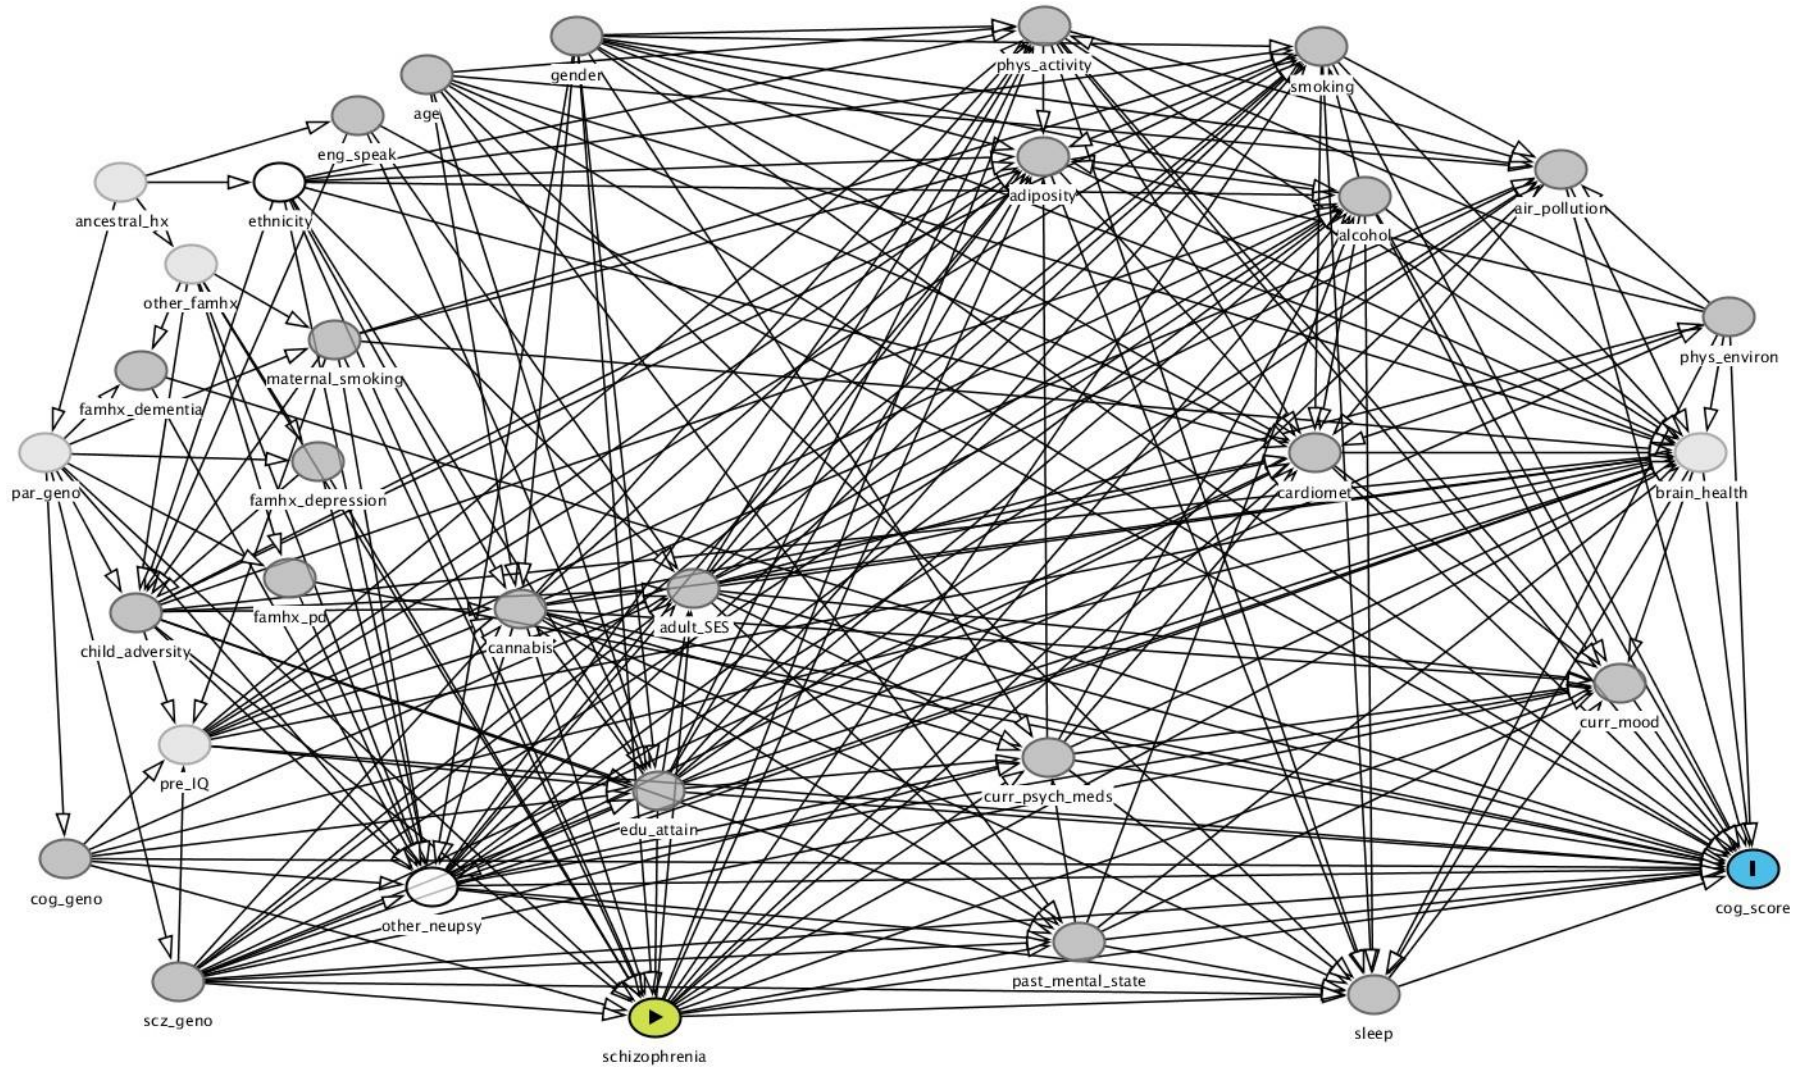 gender
phys_activity
smoking
age
eng_speak
adiposity
air_pollution
ancestral_hx
ethnicity
alcohol
other_famhx
maternal_smoking
phys_environ
famhx_dementia
par_geno
famhx_depression
cardiomet
brain_health
famhx_pd
adult_SES
child_adversity
cannabis
curr_mood
pre_IQ
curr_psych_meds
edu_attain
cog_geno
cog_score
other_neupsy
past_mental_state
scz_geno
sleep
schizophrenia